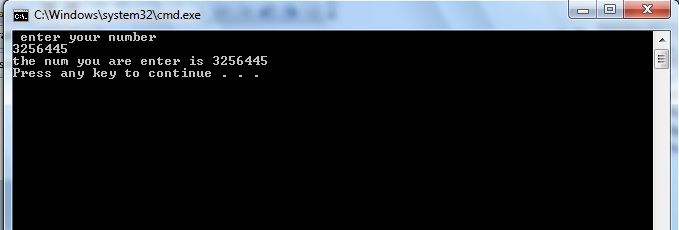 C:\Windows\system32\cmd.exe
enter your number
3256445
the num you are enter is 3256445
Press any key to continue . . .